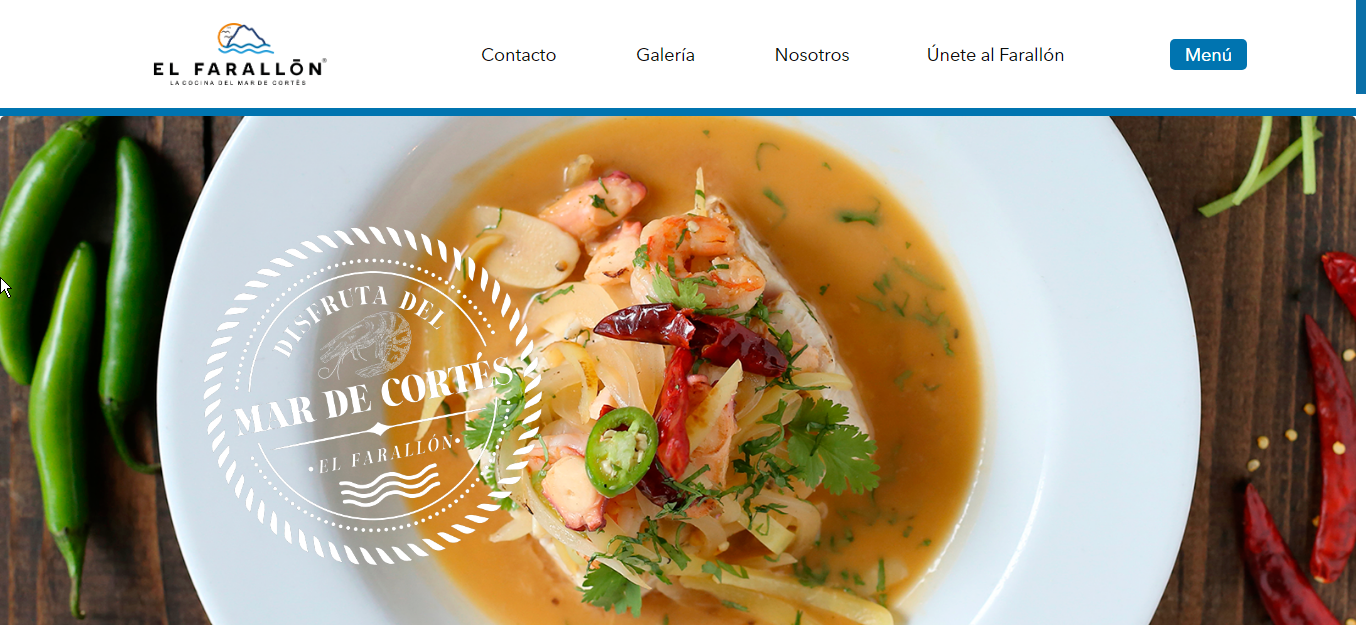 EL FARALLŌN®
LA COCINA DEL MAR DE CORTÉS
Contacto
Galería
Nosotros
Únete al Farallón
Menú
DISFRUTA DEL
MAR DE CORTÉS
•EL FARALLÓN•